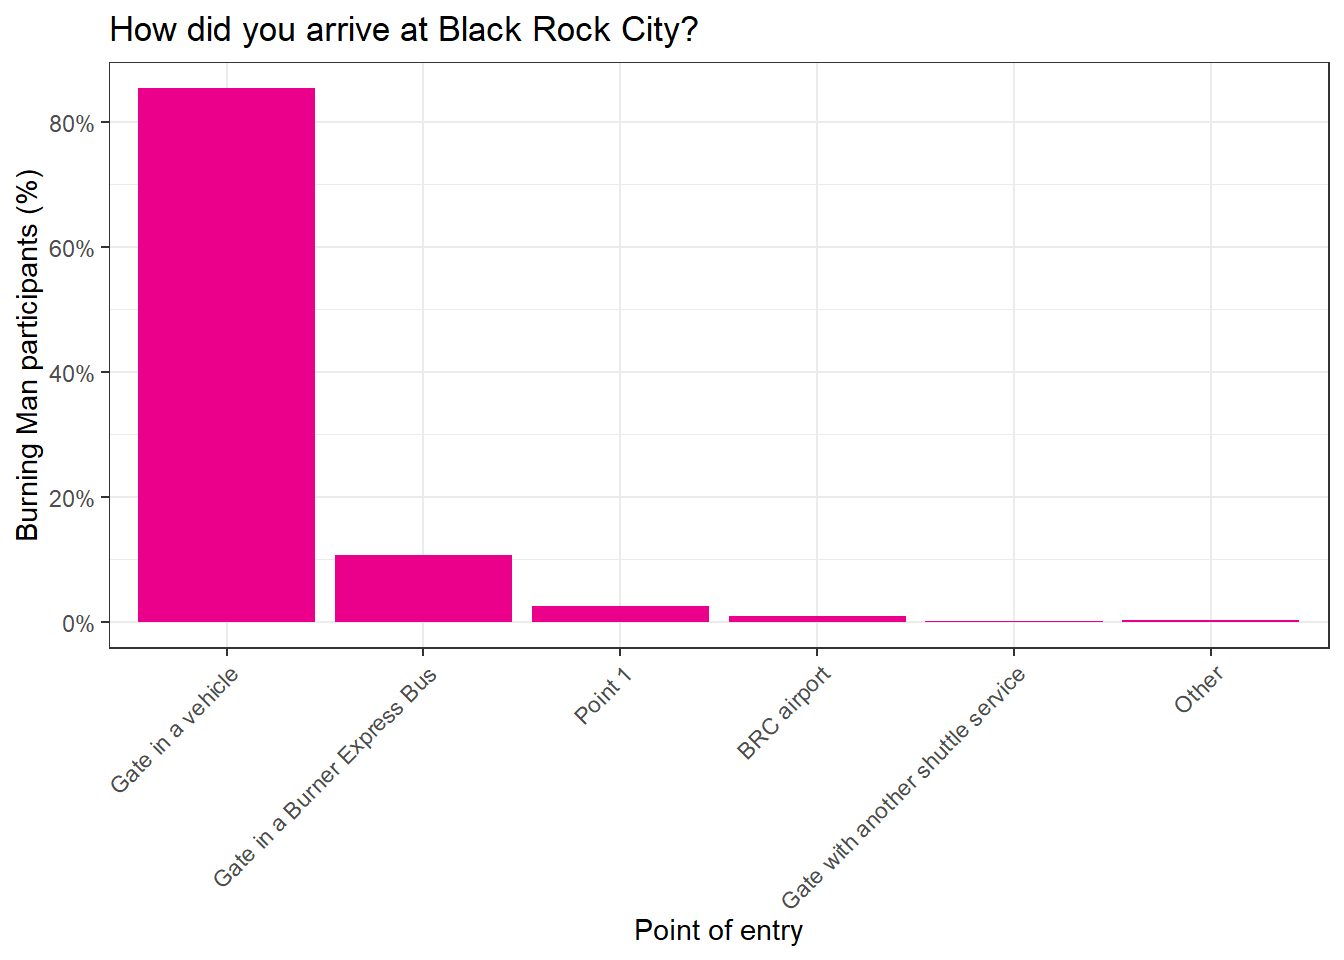 How did you arrive at Black Rock City?
Burning Man participants (%)
80%
60%
40%
20%
0%
Gate in a vehicle
Gate in a Burner Express Bus
Point 1
BRC airport
Gate with another shuttle service
Other
Point of entry